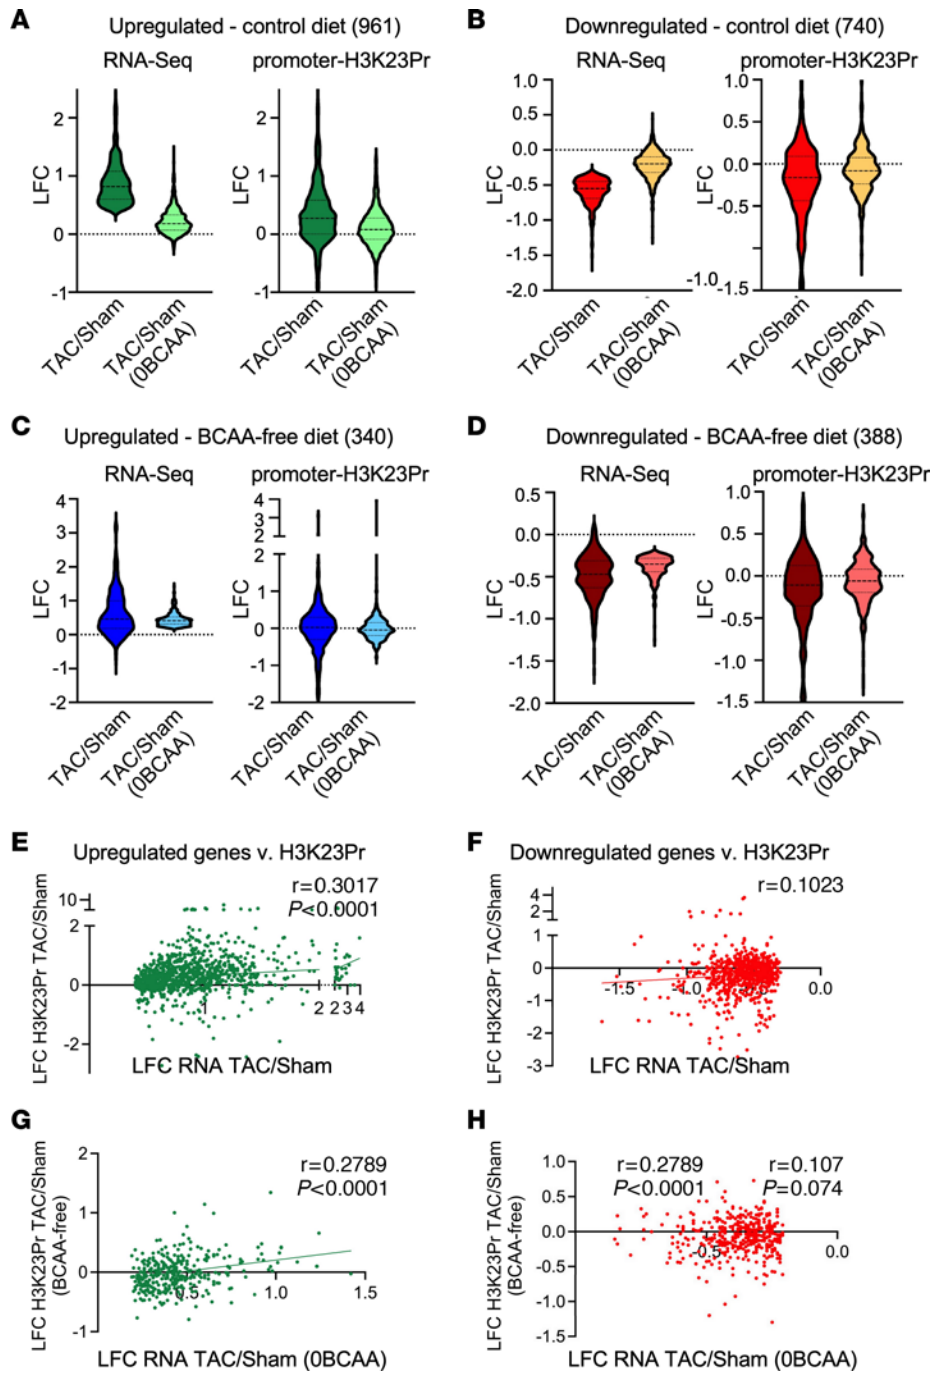 A
Upregulated - control diet (961)
RNA-Seq
promoter-H3K23Pr
LFC
2
1
0
-1
TAC/Sham
TAC/Sham
(0BCAA)
LFC
2
1
0
-1
TAC/Sham
TAC/Sham
(0BCAA)
B
Downregulated - control diet (740)
RNA-Seq
promoter-H3K23Pr
LFC
1.0
0.5
0.0
-0.5
-1.0
-1.5
-2.0
TAC/Sham
TAC/Sham
(0BCAA)
LFC
1.0
0.5
0.0
-0.5
-1.0
-1.5
TAC/Sham
TAC/Sham
(0BCAA)
C
Upregulated - BCAA-free diet (340)
RNA-Seq
promoter-H3K23Pr
LFC
4
3
2
1
0
-1
-2
TAC/Sham
TAC/Sham
(0BCAA)
LFC
4
3
2
2
1
0
-1
-2
TAC/Sham
TAC/Sham
(0BCAA)
D
Downregulated - BCAA-free diet (388)
RNA-Seq
promoter-H3K23Pr
LFC
0.5
0.0
-0.5
-1.0
-1.5
-2.0
TAC/Sham
TAC/Sham
(0BCAA)
LFC
1.0
0.5
0.0
-0.5
-1.0
-1.5
TAC/Sham
TAC/Sham
(0BCAA)
E
Upregulated genes v. H3K23Pr
r=0.3017
P<0.0001
LFC H3K23Pr TAC/Sham
10
2
0
-2
1
2 2 3 4
LFC RNA TAC/Sham
F
Downregulated genes v. H3K23Pr
r=0.1023
LFC H3K23Pr TAC/Sham
4
2
1
0
-1
-2
-3
-1.5
-1.0
-0.5
0.0
LFC RNA TAC/Sham
G
r=0.2789
P<0.0001
LFC H3K23Pr TAC/Sham
(BCAA-free)
2
1
0
-1
0.5
1.0
1.5
LFC RNA TAC/Sham (0BCAA)
H
r=0.2789
P<0.0001
r=0.107
P=0.074
LFC H3K23Pr TAC/Sham
(BCAA-free)
1.0
0.5
0.0
-0.5
-1.0
-1.5
-0.5
0.0
LFC RNA TAC/Sham (0BCAA)